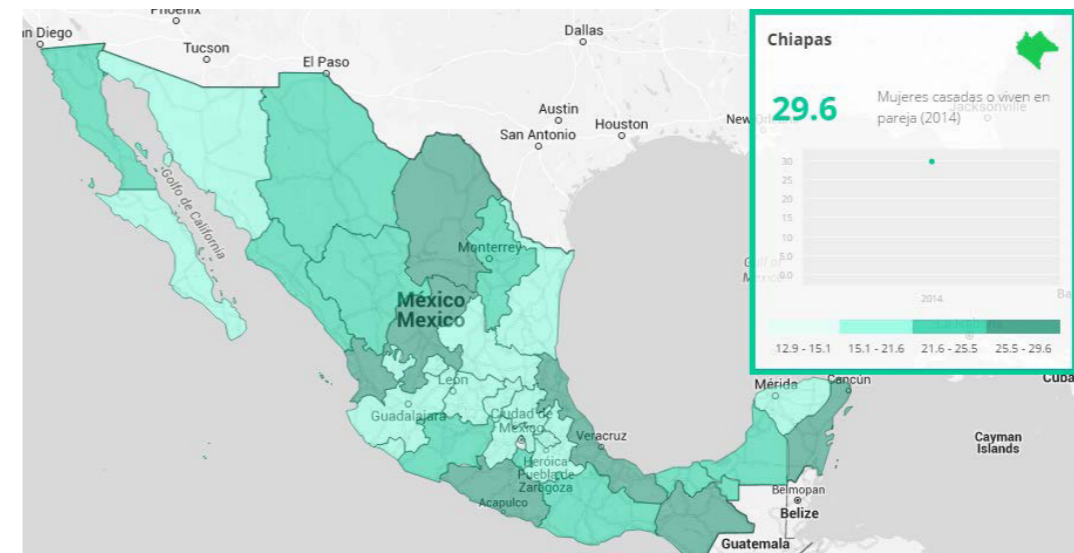 Phoenix
n Diego
Tucson
El Paso
Dallas
Austin
San Antonio
Houston
Golfo de California
Monterrey
México
Mexico
León
Guadalajara
Ciudad de
México
Veracruz
Heróica
Puebla de
Zaragoza
Acapulco
Mérida
Cancún
Cuba
Cayman
Islands
Belmopan
Belize
Guatemala
Chiapas
29.6
Mujeres casadas o viven en
pareja (2014)
Jacksonville
30
25
20
15
10
5.0
0.0
2014
12.9 - 15.1
15.1 - 21.6
21.6 - 25.5
25.5 - 29.6